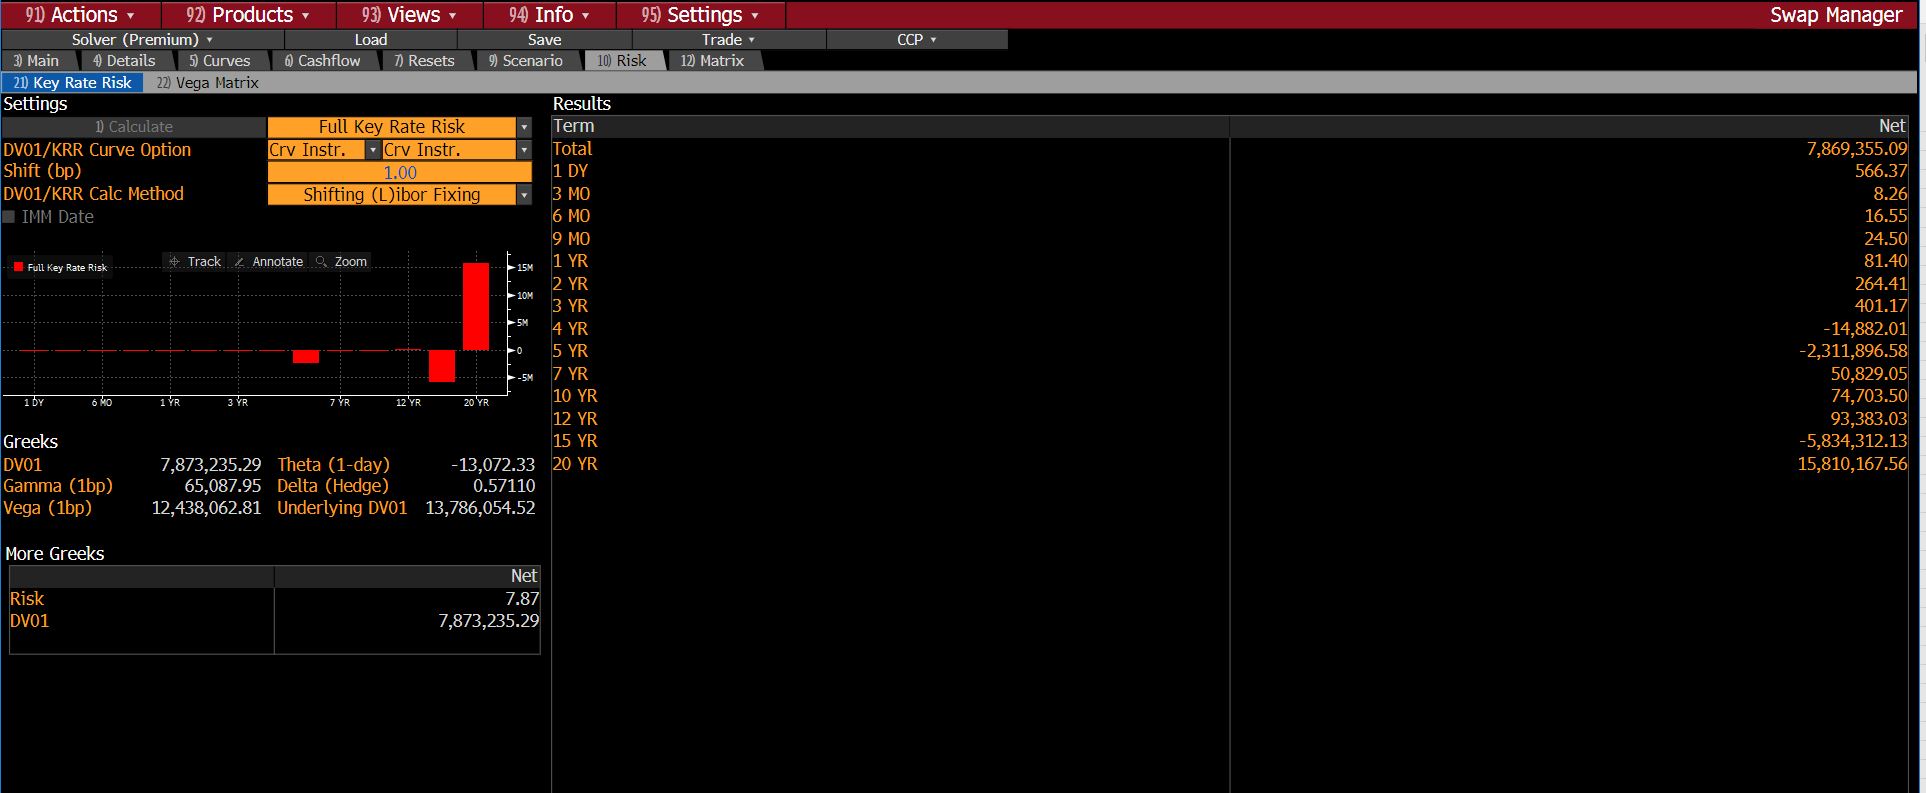 91) Actions 92) Products 93) Views 94) Info 95) Settings Swap Manager
Solver (Premium) Load Save Trade CCP
3) Main 4) Details 5) Curves 6) Cashflow 7) Resets 9) Scenario 10) Risk 12) Matrix
21) Key Rate Risk 22) Vega Matrix
Settings
1) Calculate Full Key Rate Risk
DV01/KRR Curve Option Crv Instr. Crv Instr.
Shift (bp) 1.00
DV01/KRR Calc Method Shifting (L)ibor Fixing
IMM Date
Full Key Rate Risk Track Annotate Zoom
15M
10M
5M
0
-5M
1 DY 6 MO 1 YR 3 YR 7 YR 12 YR 20 YR
Greeks
DV01 7,873,235.29 Theta (1-day) -13,072.33
Gamma (1bp) 65,087.95 Delta (Hedge) 0.57110
Vega (1bp) 12,438,062.81 Underlying DV01 13,786,054.52
More Greeks
Net
Risk 7.87
DV01 7,873,235.29
Results
Term Net
Total 7,869,355.09
1 DY 566.37
3 MO 8.26
6 MO 16.55
9 MO 24.50
1 YR 81.40
2 YR 264.41
3 YR 401.17
4 YR -14,882.01
5 YR -2,311,896.58
7 YR 50,829.05
10 YR 74,703.50
12 YR 93,383.03
15 YR -5,834,312.13
20 YR 15,810,167.56